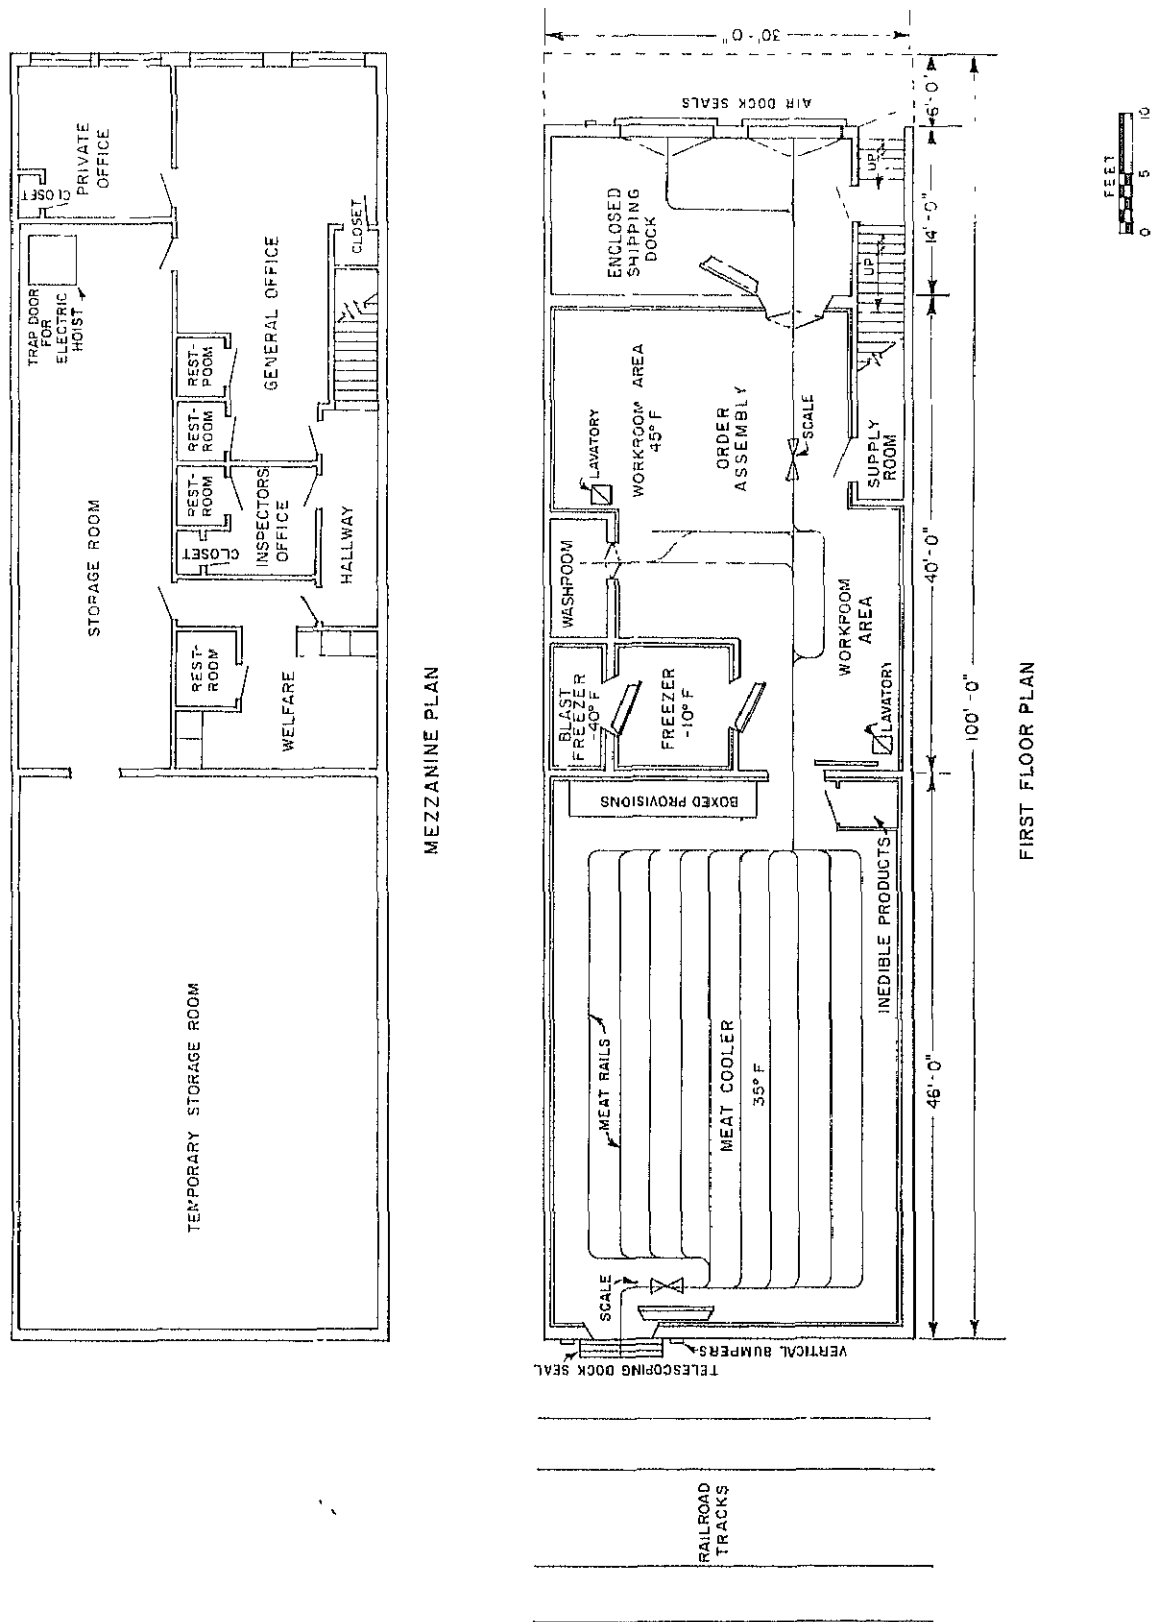 TRAP DOOR
FOR
ELECTRIC
HOIST
CLOSET
PRIVATE
OFFICE
STORAGE ROOM
REST-
ROOM
REST-
ROOM
REST-
ROOM
CLOSET
INSPECTORS
OFFICE
GENERAL OFFICE
CLOSET
HALLWAY
REST-
ROOM
WELFARE
TEMPORARY STORAGE ROOM
MEZZANINE PLAN
RAILROAD
TRACKS
TELESCOPING DOCK SEAL
VERTICAL BUMPERS
SCALE
MEAT RAILS
MEAT COOLER
35° F
BOXED PROVISIONS
INEDIBLE PRODUCTS
BLAST
FREEZER
-40° F
FREEZER
-10° F
WASHROOM
LAVATORY
WORKROOM AREA
45° F
ORDER
ASSEMBLY
SCALE
WORKROOM
AREA
LAVATORY
SUPPLY
ROOM
ENCLOSED
SHIPPING
DOCK
UP
UP
AIR DOCK SEALS
30'-0"
46'-0"
40'-0"
14'-0"
6'-0"
100'-0"
FIRST FLOOR PLAN
FEET
0 5 10